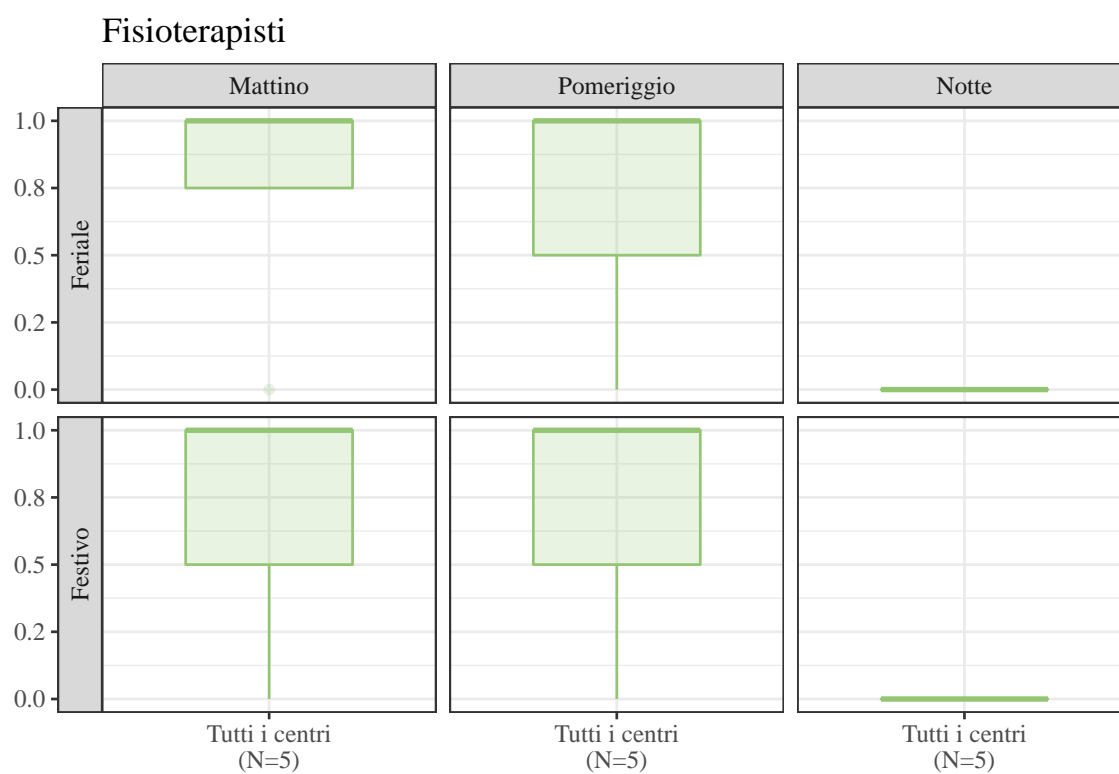 Fisioterapisti
Mattino
Pomeriggio
Notte
Feriale
1.0
0.8
0.5
0.2
0.0
Festivo
1.0
0.8
0.5
0.2
0.0
Tutti i centri
(N=5)
Tutti i centri
(N=5)
Tutti i centri
(N=5)